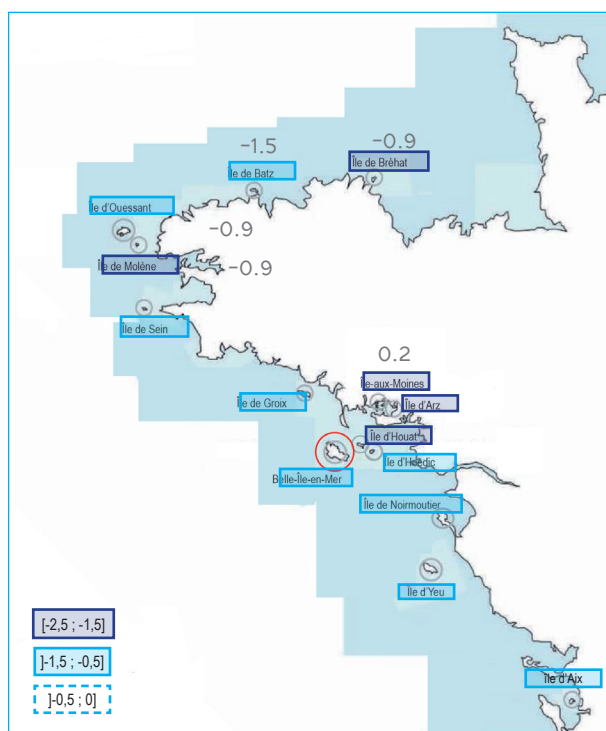 −1.5
−0.9
Île de Batz
Île de Bréhat
Île d'Ouessant
−0.9
Île de Molène
−0.9
Île de Sein
0.2
Île-aux-Moines
Île de Groix
Île d'Arz
Île d'Houat
Île d'Hoëdic
Belle-Île-en-Mer
Île de Noirmoutier
Île d'Yeu
[-2,5 ; -1,5]
]-1,5 ; -0,5]
île d'Aix
]-0,5 ; 0]